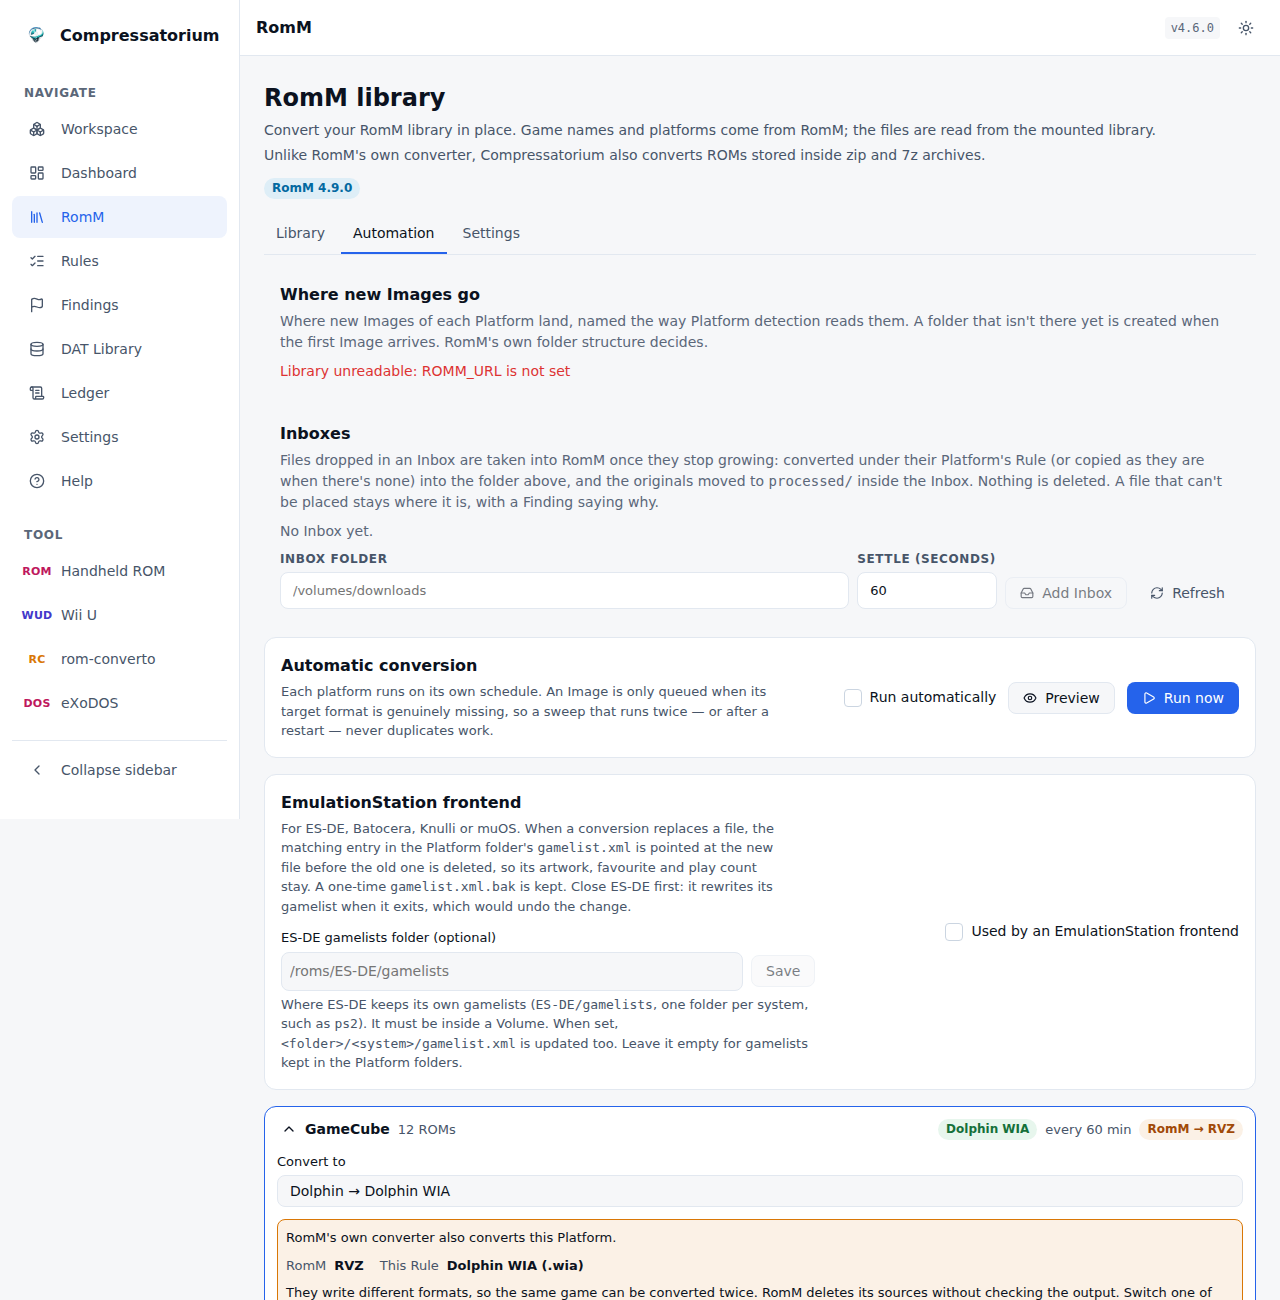 Compressatorium
RomM
v4.6.0
NAVIGATE
Workspace
Dashboard
RomM
Rules
Findings
DAT Library
Ledger
Settings
Help
TOOL
ROM Handheld ROM
WUD Wii U
RC rom-converto
DOS eXoDOS
Collapse sidebar
RomM library
Convert your RomM library in place. Game names and platforms come from RomM; the files are read from the mounted library.
Unlike RomM's own converter, Compressatorium also converts ROMs stored inside zip and 7z archives.
RomM 4.9.0
Library Automation Settings
Where new Images go
Where new Images of each Platform land, named the way Platform detection reads them. A folder that isn't there yet is created when
the first Image arrives. RomM's own folder structure decides.
Library unreadable: ROMM_URL is not set
Inboxes
Files dropped in an Inbox are taken into RomM once they stop growing: converted under their Platform's Rule (or copied as they are
when there's none) into the folder above, and the originals moved to processed/ inside the Inbox. Nothing is deleted. A file that can't
be placed stays where it is, with a Finding saying why.
No Inbox yet.
INBOX FOLDER SETTLE (SECONDS)
/volumes/downloads 60 Add Inbox Refresh
Automatic conversion
Each platform runs on its own schedule. An Image is only queued when its
target format is genuinely missing, so a sweep that runs twice — or after a
restart — never duplicates work.
Run automatically Preview Run now
EmulationStation frontend
For ES-DE, Batocera, Knulli or muOS. When a conversion replaces a file, the
matching entry in the Platform folder's gamelist.xml is pointed at the new
file before the old one is deleted, so its artwork, favourite and play count
stay. A one-time gamelist.xml.bak is kept. Close ES-DE first: it rewrites its
gamelist when it exits, which would undo the change.
Used by an EmulationStation frontend
ES-DE gamelists folder (optional)
/roms/ES-DE/gamelists Save
Where ES-DE keeps its own gamelists (ES-DE/gamelists, one folder per system,
such as ps2). It must be inside a Volume. When set,
<folder>/<system>/gamelist.xml is updated too. Leave it empty for gamelists
kept in the Platform folders.
GameCube 12 ROMs Dolphin WIA every 60 min RomM → RVZ
Convert to
Dolphin → Dolphin WIA
RomM's own converter also converts this Platform.
RomM RVZ This Rule Dolphin WIA (.wia)
They write different formats, so the same game can be converted twice. RomM deletes its sources without checking the output. Switch one of